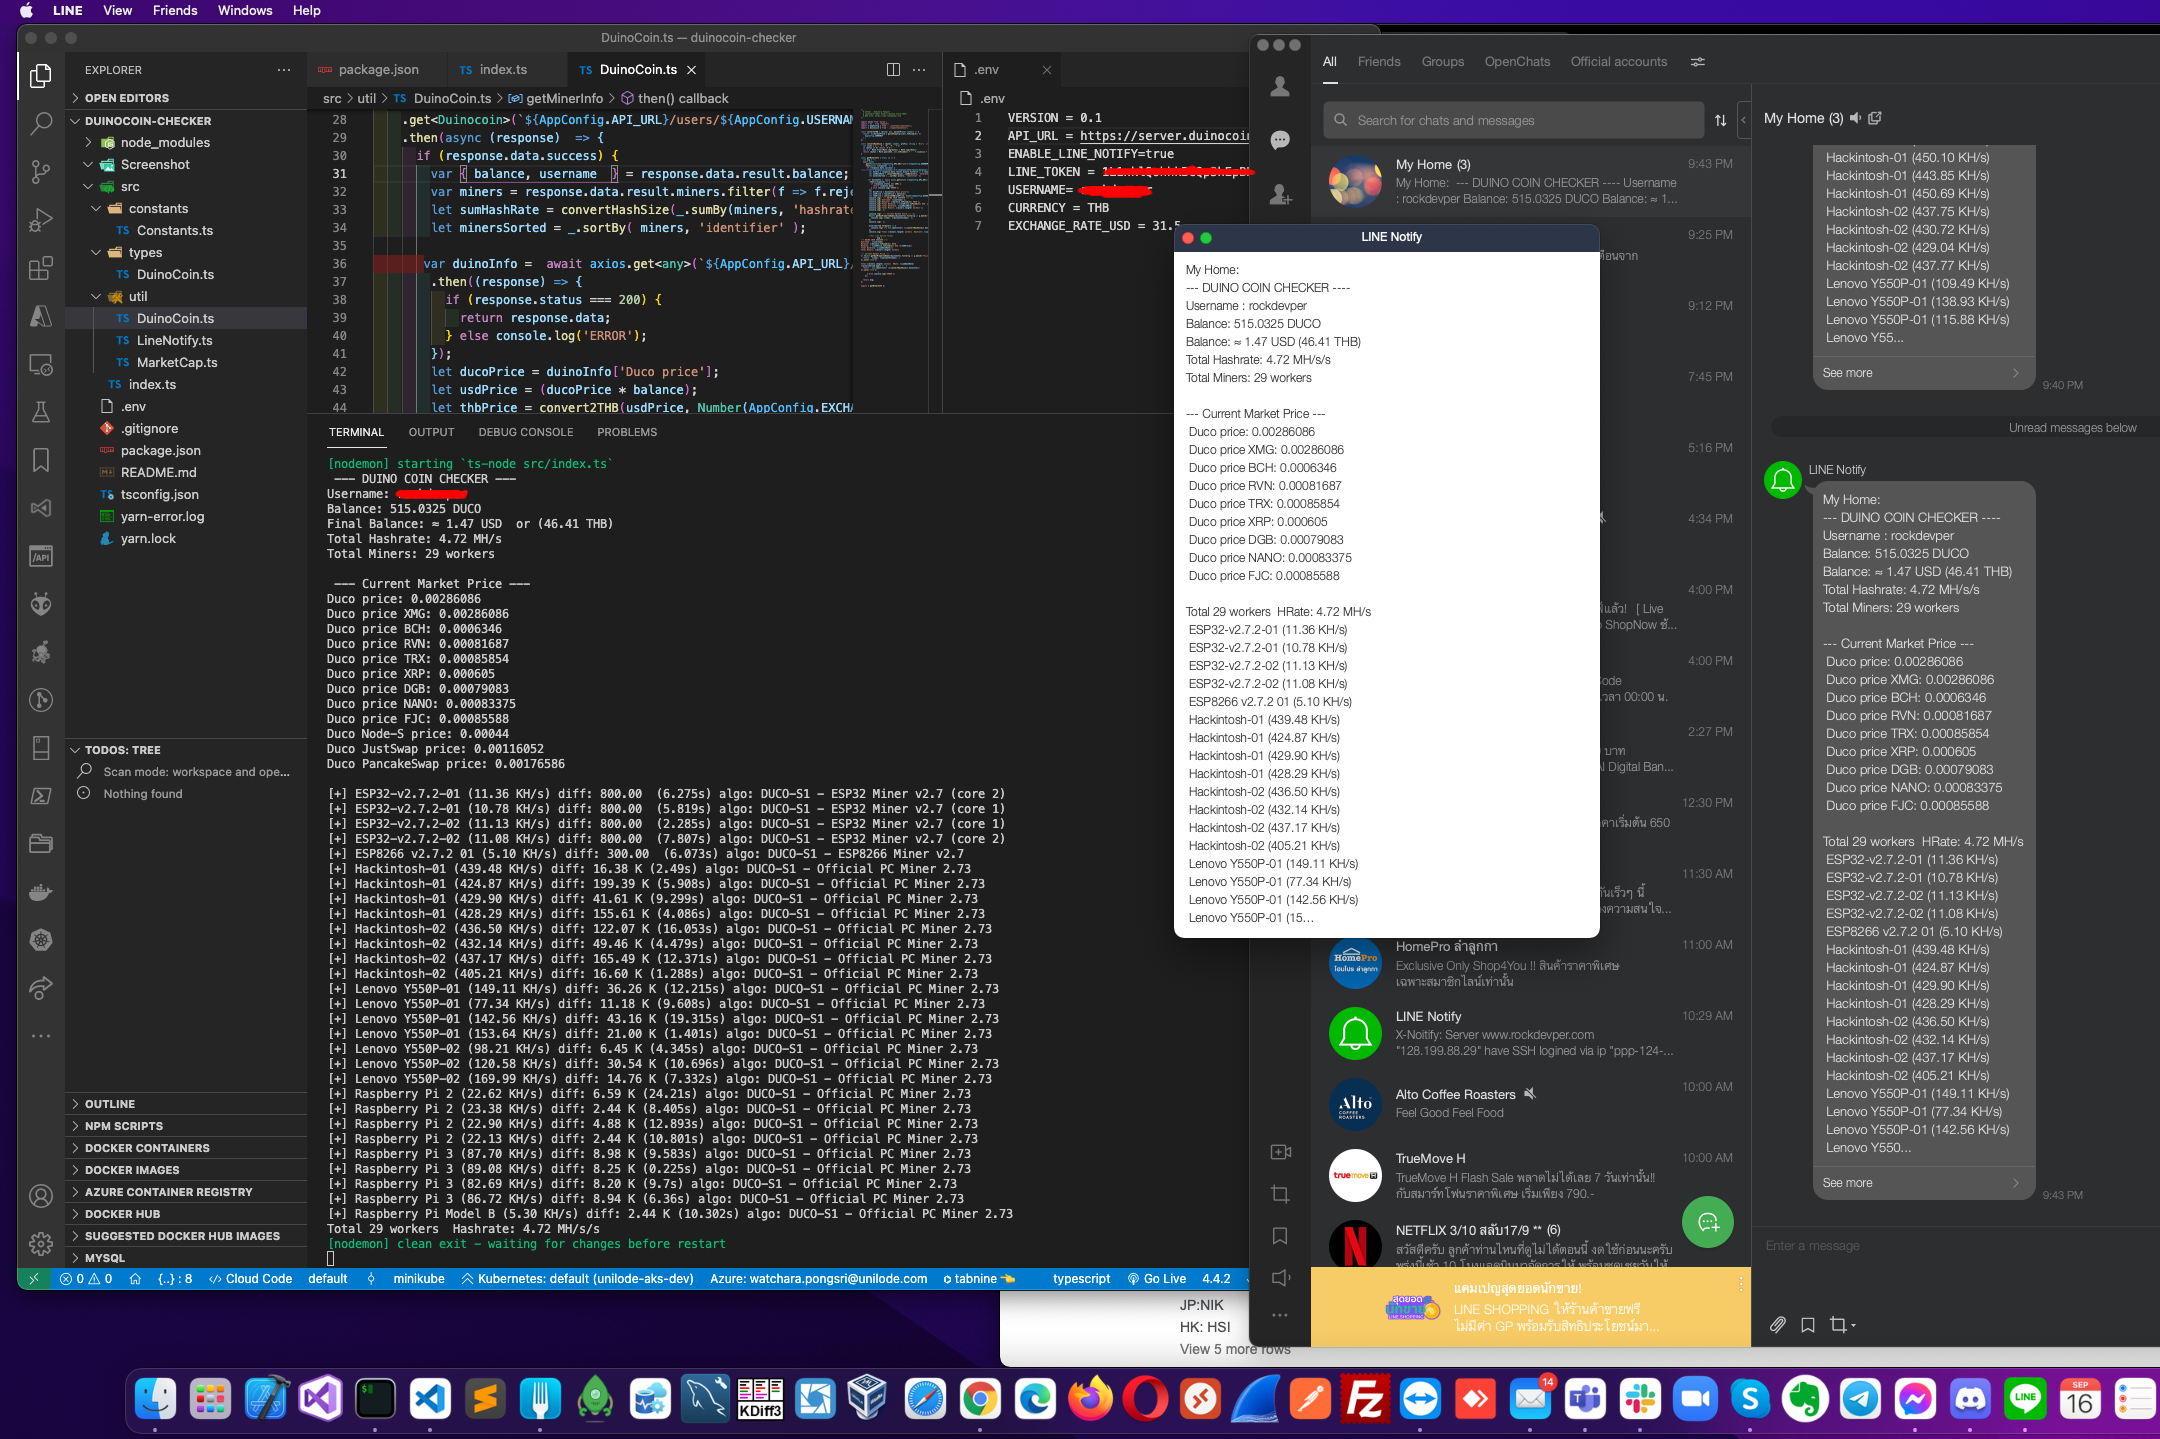 LINE View Friends Windows Help
DuinoCoin.ts — duinocoin-checker
EXPLORER
OPEN EDITORS
DUINOCOIN-CHECKER
node_modules
Screenshot
src
constants
Constants.ts
types
DuinoCoin.ts
util
DuinoCoin.ts
LineNotify.ts
MarketCap.ts
index.ts
.env
.gitignore
package.json
README.md
tsconfig.json
yarn-error.log
yarn.lock
TODOS: TREE
Scan mode: workspace and ope...
Nothing found
OUTLINE
NPM SCRIPTS
DOCKER CONTAINERS
DOCKER IMAGES
AZURE CONTAINER REGISTRY
DOCKER HUB
SUGGESTED DOCKER HUB IMAGES
MYSQL
package.json TS index.ts TS DuinoCoin.ts
src > util > TS DuinoCoin.ts > getMinerInfo > then() callback
28 .get<Duinocoin>(`${AppConfig.API_URL}/users/${AppConfig.USERNAM
29 .then(async (response) => {
30 if (response.data.success) {
31 var { balance, username } = response.data.result.balance;
32 var miners = response.data.result.miners.filter(f => f.reje
33 let sumHashRate = convertHashSize(_.sumBy(miners, 'hashrate
34 let minersSorted = _.sortBy( miners, 'identifier' );
35
36 var duinoInfo = await axios.get<any>(`${AppConfig.API_URL}/
37 .then((response) => {
38 if (response.status === 200) {
39 return response.data;
40 } else console.log('ERROR');
41 });
42 let ducoPrice = duinoInfo['Duco price'];
43 let usdPrice = (ducoPrice * balance);
44 let thbPrice = convert2THB(usdPrice, Number(AppConfig.EXCHA
.env
.env
1 VERSION = 0.1
2 API_URL = https://server.duinocoin
3 ENABLE_LINE_NOTIFY=true
4 LINE_TOKEN =
5 USERNAME=
6 CURRENCY = THB
7 EXCHANGE_RATE_USD = 31.5
TERMINAL OUTPUT DEBUG CONSOLE PROBLEMS
[nodemon] starting `ts-node src/index.ts`
--- DUINO COIN CHECKER ---
Username:
Balance: 515.0325 DUCO
Final Balance: ≈ 1.47 USD or (46.41 THB)
Total Hashrate: 4.72 MH/s
Total Miners: 29 workers
--- Current Market Price ---
Duco price: 0.00286086
Duco price XMG: 0.00286086
Duco price BCH: 0.0006346
Duco price RVN: 0.00081687
Duco price TRX: 0.00085854
Duco price XRP: 0.000605
Duco price DGB: 0.00079083
Duco price NANO: 0.00083375
Duco price FJC: 0.00085588
Duco Node-S price: 0.00044
Duco JustSwap price: 0.00116052
Duco PancakeSwap price: 0.00176586
[+] ESP32-v2.7.2-01 (11.36 KH/s) diff: 800.00 (6.275s) algo: DUCO-S1 - ESP32 Miner v2.7 (core 2)
[+] ESP32-v2.7.2-01 (10.78 KH/s) diff: 800.00 (5.819s) algo: DUCO-S1 - ESP32 Miner v2.7 (core 1)
[+] ESP32-v2.7.2-02 (11.13 KH/s) diff: 800.00 (2.285s) algo: DUCO-S1 - ESP32 Miner v2.7 (core 1)
[+] ESP32-v2.7.2-02 (11.08 KH/s) diff: 800.00 (7.807s) algo: DUCO-S1 - ESP32 Miner v2.7 (core 2)
[+] ESP8266 v2.7.2 01 (5.10 KH/s) diff: 300.00 (6.073s) algo: DUCO-S1 - ESP8266 Miner v2.7
[+] Hackintosh-01 (439.48 KH/s) diff: 16.38 K (2.49s) algo: DUCO-S1 - Official PC Miner 2.73
[+] Hackintosh-01 (424.87 KH/s) diff: 199.39 K (5.908s) algo: DUCO-S1 - Official PC Miner 2.73
[+] Hackintosh-01 (429.90 KH/s) diff: 41.61 K (9.299s) algo: DUCO-S1 - Official PC Miner 2.73
[+] Hackintosh-01 (428.29 KH/s) diff: 155.61 K (4.086s) algo: DUCO-S1 - Official PC Miner 2.73
[+] Hackintosh-02 (436.50 KH/s) diff: 122.07 K (16.053s) algo: DUCO-S1 - Official PC Miner 2.73
[+] Hackintosh-02 (432.14 KH/s) diff: 49.46 K (4.479s) algo: DUCO-S1 - Official PC Miner 2.73
[+] Hackintosh-02 (437.17 KH/s) diff: 165.49 K (12.371s) algo: DUCO-S1 - Official PC Miner 2.73
[+] Hackintosh-02 (405.21 KH/s) diff: 16.60 K (1.288s) algo: DUCO-S1 - Official PC Miner 2.73
[+] Lenovo Y550P-01 (149.11 KH/s) diff: 36.26 K (12.215s) algo: DUCO-S1 - Official PC Miner 2.73
[+] Lenovo Y550P-01 (77.34 KH/s) diff: 11.18 K (9.608s) algo: DUCO-S1 - Official PC Miner 2.73
[+] Lenovo Y550P-01 (142.56 KH/s) diff: 43.16 K (19.315s) algo: DUCO-S1 - Official PC Miner 2.73
[+] Lenovo Y550P-01 (153.64 KH/s) diff: 21.00 K (1.401s) algo: DUCO-S1 - Official PC Miner 2.73
[+] Lenovo Y550P-02 (98.21 KH/s) diff: 6.45 K (4.345s) algo: DUCO-S1 - Official PC Miner 2.73
[+] Lenovo Y550P-02 (120.58 KH/s) diff: 30.54 K (10.696s) algo: DUCO-S1 - Official PC Miner 2.73
[+] Lenovo Y550P-02 (169.99 KH/s) diff: 14.76 K (7.332s) algo: DUCO-S1 - Official PC Miner 2.73
[+] Raspberry Pi 2 (22.62 KH/s) diff: 6.59 K (24.21s) algo: DUCO-S1 - Official PC Miner 2.73
[+] Raspberry Pi 2 (23.38 KH/s) diff: 2.44 K (8.405s) algo: DUCO-S1 - Official PC Miner 2.73
[+] Raspberry Pi 2 (22.90 KH/s) diff: 4.88 K (12.893s) algo: DUCO-S1 - Official PC Miner 2.73
[+] Raspberry Pi 2 (22.13 KH/s) diff: 2.44 K (10.801s) algo: DUCO-S1 - Official PC Miner 2.73
[+] Raspberry Pi 3 (87.70 KH/s) diff: 8.98 K (9.583s) algo: DUCO-S1 - Official PC Miner 2.73
[+] Raspberry Pi 3 (89.08 KH/s) diff: 8.25 K (0.225s) algo: DUCO-S1 - Official PC Miner 2.73
[+] Raspberry Pi 3 (82.69 KH/s) diff: 8.20 K (9.7s) algo: DUCO-S1 - Official PC Miner 2.73
[+] Raspberry Pi 3 (86.72 KH/s) diff: 8.94 K (6.36s) algo: DUCO-S1 - Official PC Miner 2.73
[+] Raspberry Pi Model B (5.30 KH/s) diff: 2.44 K (10.302s) algo: DUCO-S1 - Official PC Miner 2.73
Total 29 workers Hashrate: 4.72 MH/s/s
[nodemon] clean exit - waiting for changes before restart
0 0 {..} : 8 </> Cloud Code default minikube Kubernetes: default (unilode-aks-dev) Azure: watchara.pongsri@unilode.com tabnine typescript Go Live 4.4.2
LINE Notify
My Home:
--- DUINO COIN CHECKER ----
Username : rockdevper
Balance: 515.0325 DUCO
Balance: ≈ 1.47 USD (46.41 THB)
Total Hashrate: 4.72 MH/s/s
Total Miners: 29 workers
--- Current Market Price ---
Duco price: 0.00286086
Duco price XMG: 0.00286086
Duco price BCH: 0.0006346
Duco price RVN: 0.00081687
Duco price TRX: 0.00085854
Duco price XRP: 0.000605
Duco price DGB: 0.00079083
Duco price NANO: 0.00083375
Duco price FJC: 0.00085588
Total 29 workers HRate: 4.72 MH/s
ESP32-v2.7.2-01 (11.36 KH/s)
ESP32-v2.7.2-01 (10.78 KH/s)
ESP32-v2.7.2-02 (11.13 KH/s)
ESP32-v2.7.2-02 (11.08 KH/s)
ESP8266 v2.7.2 01 (5.10 KH/s)
Hackintosh-01 (439.48 KH/s)
Hackintosh-01 (424.87 KH/s)
Hackintosh-01 (429.90 KH/s)
Hackintosh-01 (428.29 KH/s)
Hackintosh-02 (436.50 KH/s)
Hackintosh-02 (432.14 KH/s)
Hackintosh-02 (437.17 KH/s)
Hackintosh-02 (405.21 KH/s)
Lenovo Y550P-01 (149.11 KH/s)
Lenovo Y550P-01 (77.34 KH/s)
Lenovo Y550P-01 (142.56 KH/s)
Lenovo Y550P-01 (15...
All Friends Groups OpenChats Official accounts
Search for chats and messages
My Home (3) 9:43 PM
My Home: --- DUINO COIN CHECKER ---- Username
: rockdevper Balance: 515.0325 DUCO Balance: ≈ 1...
9:25 PM
9:12 PM
7:45 PM
5:16 PM
4:34 PM
4:00 PM
แล้ว! [ Live
ShopNow
4:00 PM
Code
เวลา 00:00 น.
2:27 PM
บาท
Digital Ban...
12:30 PM
650
11:30 AM
HomePro ลำลูกกา 11:00 AM
Exclusive Only Shop4You !! สินค้าราคาพิเศษ
เฉพาะสมาชิกไลน์เท่านั้น
LINE Notify 10:29 AM
X-Noitify: Server www.rockdevper.com
"128.199.88.29" have SSH logined via ip "ppp-124-...
Alto Coffee Roasters 10:00 AM
Feel Good Feel Food
TrueMove H 10:00 AM
TrueMove H Flash Sale พลาดไม่ได้เลย 7 วันเท่านั้น!!
กับสมาร์ทโฟนราคาพิเศษ เริ่มเพียง 790.-
NETFLIX 3/10 สลับ17/9 ** (6)
สวัสดีครับ ลูกค้าท่านไหนที่ดูไม่ได้ตอนนี้ งดใช้ก่อนนะครับ
แคมเปญสุดยอดนักขาย!
LINE SHOPPING ให้ร้านค้าขายฟรี
ไม่มีค่า GP พร้อมรับสิทธิประโยชน์มา...
My Home (3)
Hackintosh-01 (450.10 KH/s)
Hackintosh-01 (443.85 KH/s)
Hackintosh-01 (450.69 KH/s)
Hackintosh-02 (437.75 KH/s)
Hackintosh-02 (430.72 KH/s)
Hackintosh-02 (429.04 KH/s)
Hackintosh-02 (437.77 KH/s)
Lenovo Y550P-01 (109.49 KH/s)
Lenovo Y550P-01 (138.93 KH/s)
Lenovo Y550P-01 (115.88 KH/s)
Lenovo Y55...
See more
9:40 PM
Unread messages below
LINE Notify
My Home:
--- DUINO COIN CHECKER ----
Username : rockdevper
Balance: 515.0325 DUCO
Balance: ≈ 1.47 USD (46.41 THB)
Total Hashrate: 4.72 MH/s/s
Total Miners: 29 workers
--- Current Market Price ---
Duco price: 0.00286086
Duco price XMG: 0.00286086
Duco price BCH: 0.0006346
Duco price RVN: 0.00081687
Duco price TRX: 0.00085854
Duco price XRP: 0.000605
Duco price DGB: 0.00079083
Duco price NANO: 0.00083375
Duco price FJC: 0.00085588
Total 29 workers HRate: 4.72 MH/s
ESP32-v2.7.2-01 (11.36 KH/s)
ESP32-v2.7.2-01 (10.78 KH/s)
ESP32-v2.7.2-02 (11.13 KH/s)
ESP32-v2.7.2-02 (11.08 KH/s)
ESP8266 v2.7.2 01 (5.10 KH/s)
Hackintosh-01 (439.48 KH/s)
Hackintosh-01 (424.87 KH/s)
Hackintosh-01 (429.90 KH/s)
Hackintosh-01 (428.29 KH/s)
Hackintosh-02 (436.50 KH/s)
Hackintosh-02 (432.14 KH/s)
Hackintosh-02 (437.17 KH/s)
Hackintosh-02 (405.21 KH/s)
Lenovo Y550P-01 (149.11 KH/s)
Lenovo Y550P-01 (77.34 KH/s)
Lenovo Y550P-01 (142.56 KH/s)
Lenovo Y550...
See more
9:43 PM
Enter a message
JP:NIK
HK: HSI
View 5 more rows
KDiff3
14
SEP
16